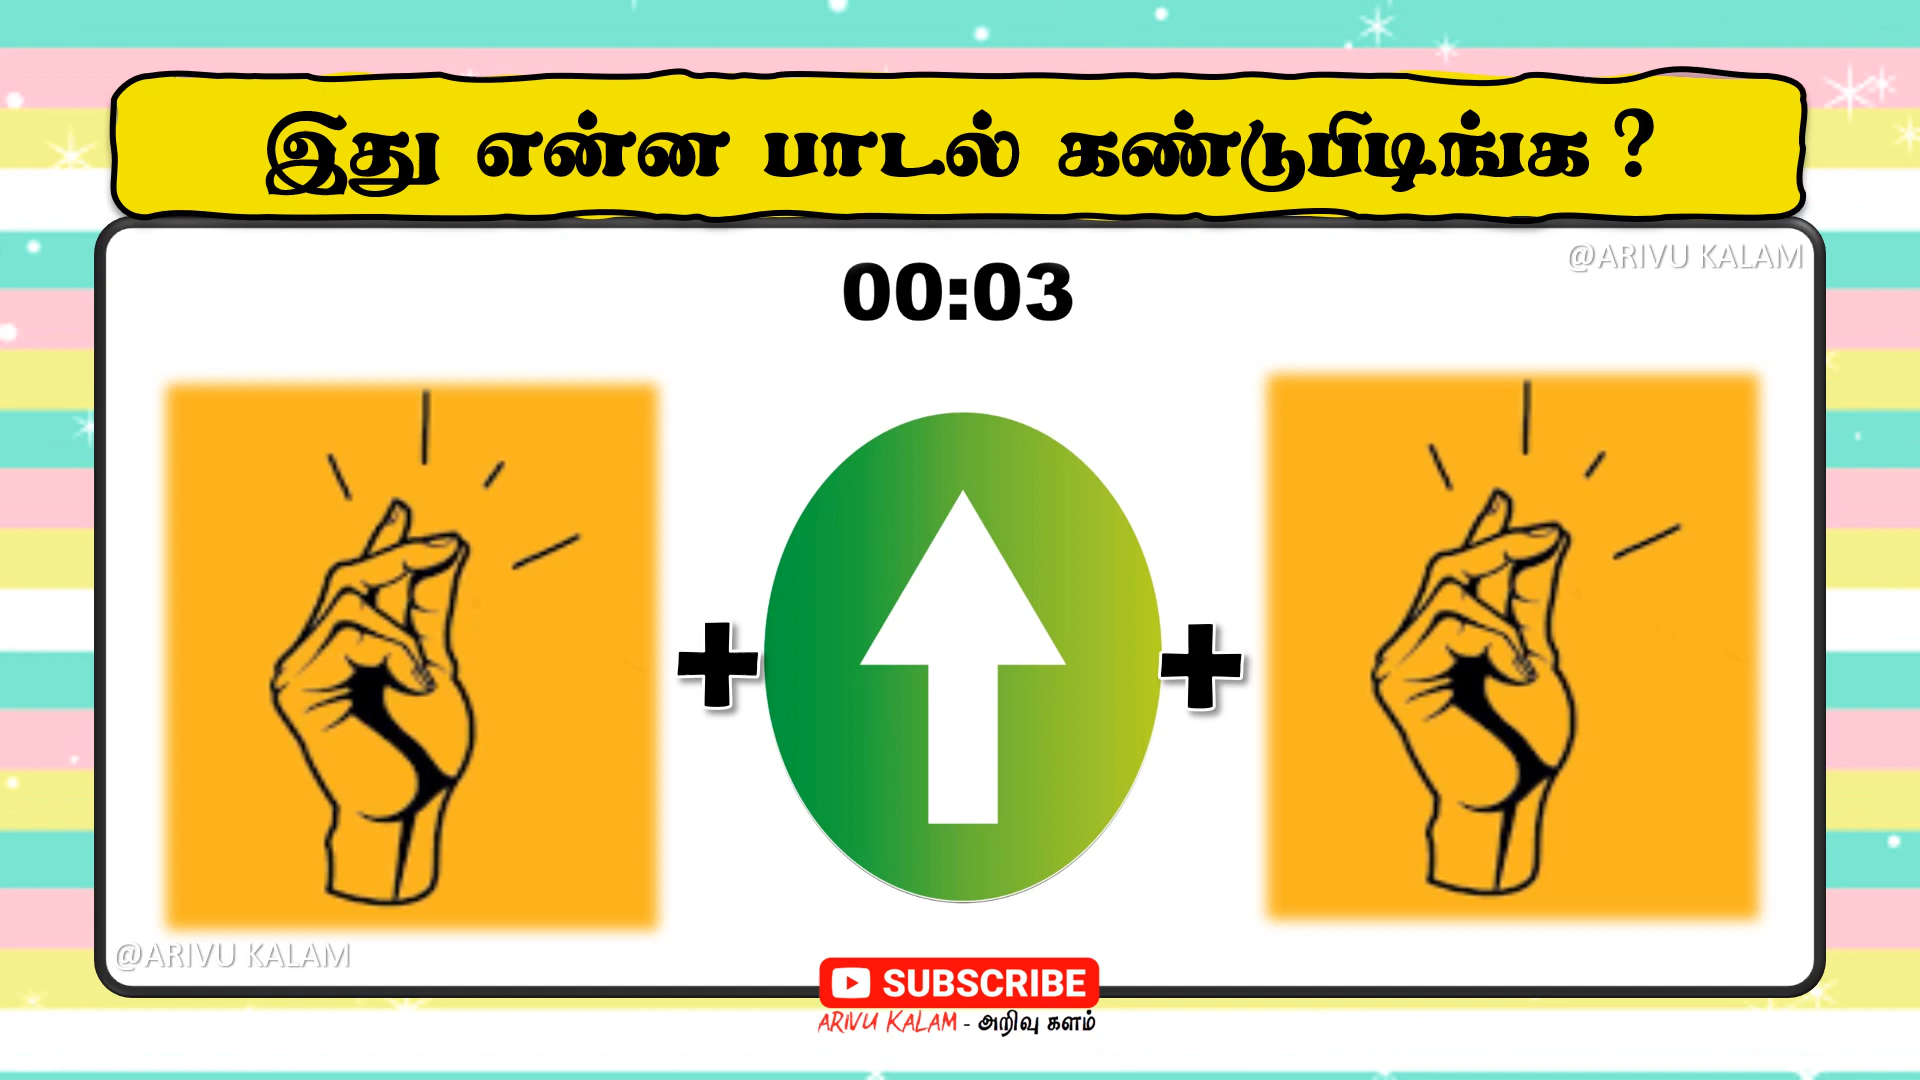 இது என்ன பாடல் கண்டுபிடிங்க ?
@ARIVU KALAM
00:03
@ARIVU KALAM
SUBSCRIBE
ARIVU KALAM - அறிவு களம்